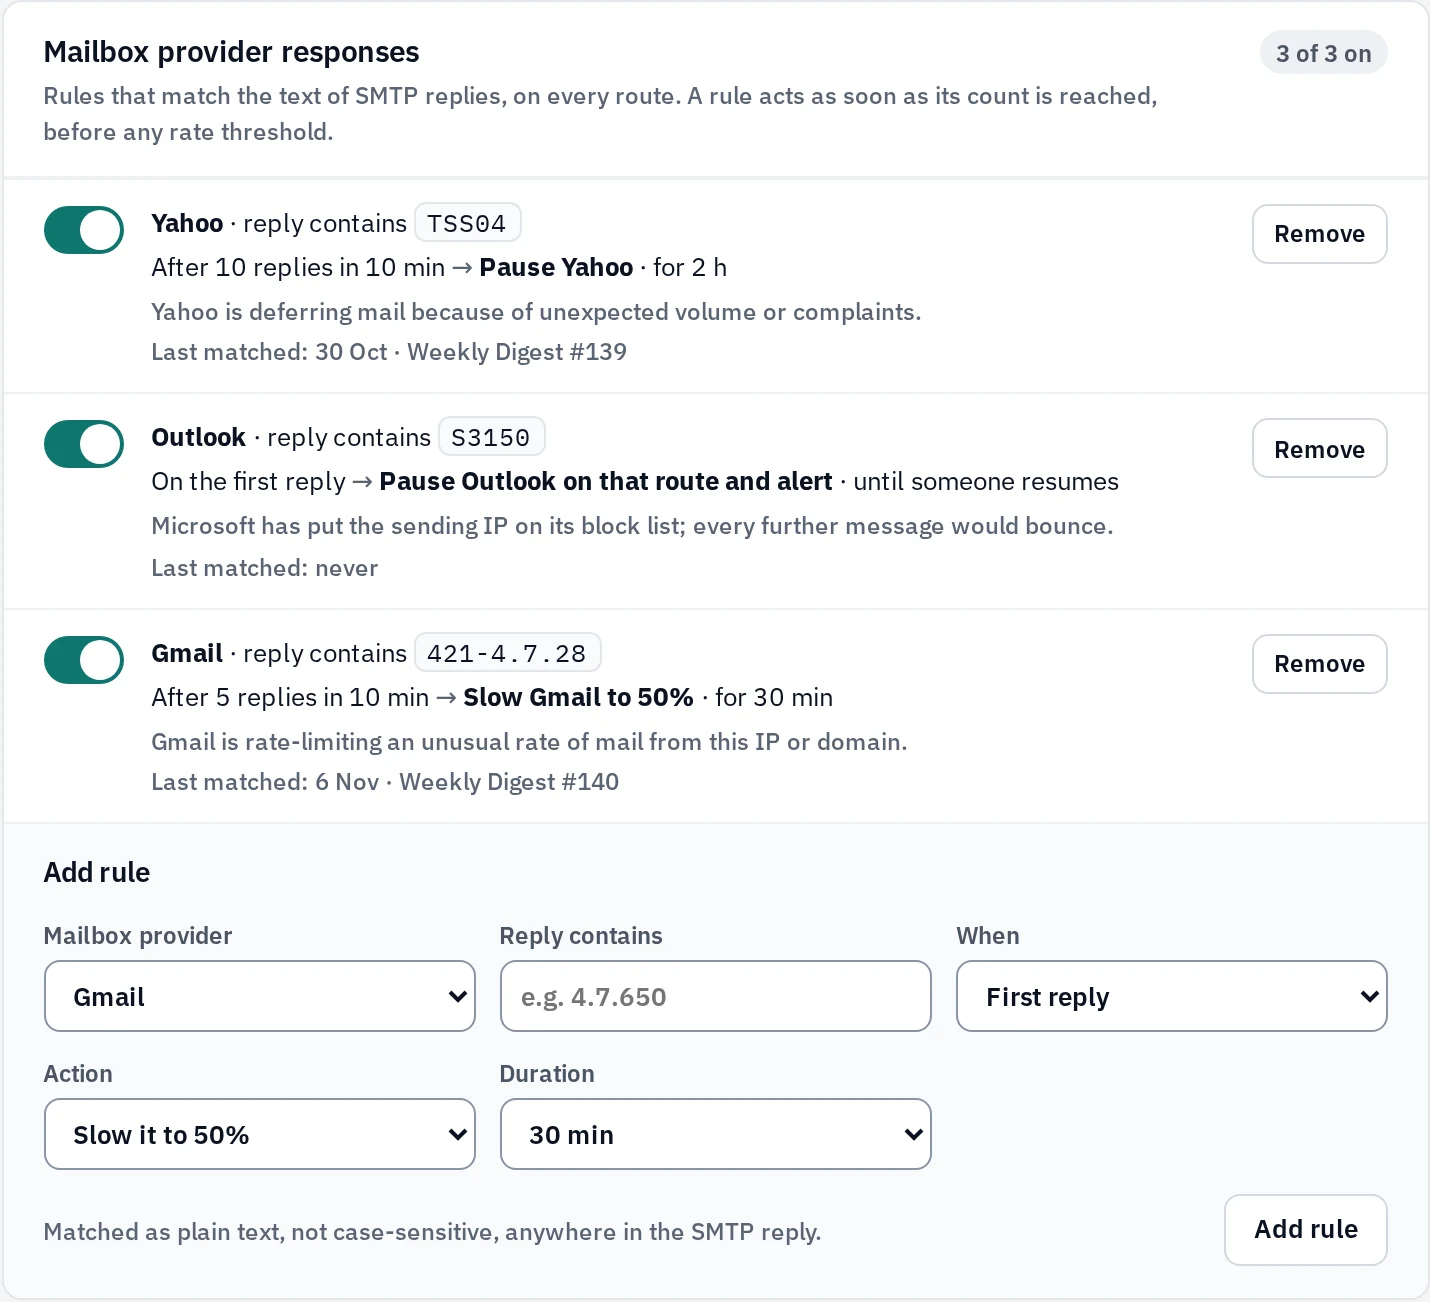 Mailbox provider responses
3 of 3 on
Rules that match the text of SMTP replies, on every route. A rule acts as soon as its count is reached,
before any rate threshold.
Yahoo · reply contains TSS04
Remove
After 10 replies in 10 min → Pause Yahoo · for 2 h
Yahoo is deferring mail because of unexpected volume or complaints.
Last matched: 30 Oct · Weekly Digest #139
Outlook · reply contains S3150
Remove
On the first reply → Pause Outlook on that route and alert · until someone resumes
Microsoft has put the sending IP on its block list; every further message would bounce.
Last matched: never
Gmail · reply contains 421-4.7.28
Remove
After 5 replies in 10 min → Slow Gmail to 50% · for 30 min
Gmail is rate-limiting an unusual rate of mail from this IP or domain.
Last matched: 6 Nov · Weekly Digest #140
Add rule
Mailbox provider
Reply contains
When
Gmail
e.g. 4.7.650
First reply
Action
Duration
Slow it to 50%
30 min
Matched as plain text, not case-sensitive, anywhere in the SMTP reply.
Add rule